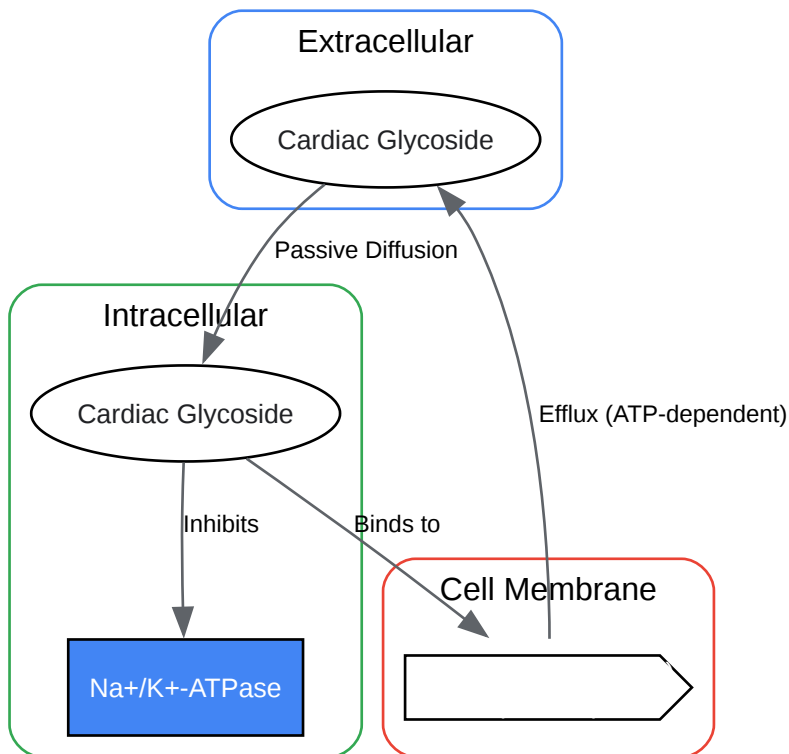 Extracellular
Cardiac Glycoside
Passive Diffusion
Intracellular
Cardiac Glycoside
Efflux (ATP-dependent)
Inhibits
Binds to
Cell Membrane
Na+/K+-ATPase